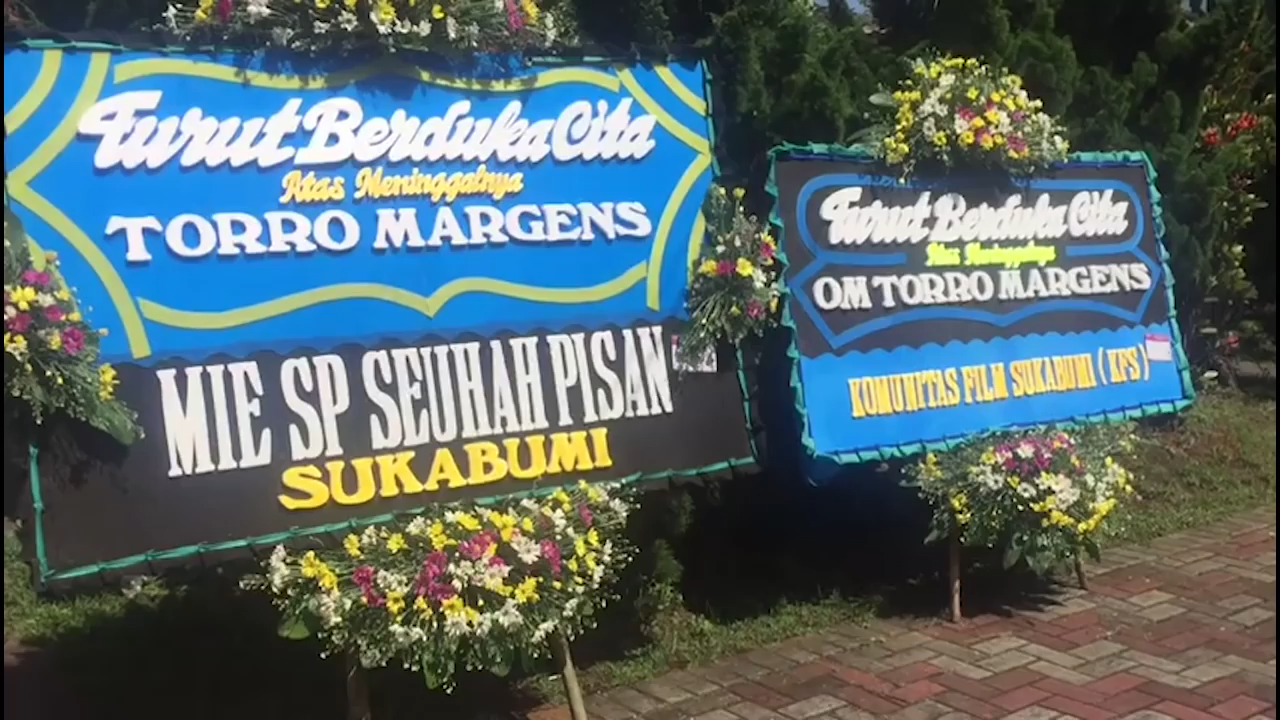 Turut Berduka Cita
Atas Meninggalnya
TORRO MARGENS
MIE SP SEUHAH PISAN
SUKABUMI
Turut Berduka Cita
Atas Meninggalnya
OM TORRO MARGENS
KOMUNITAS FILM SUKABUMI ( KFS )